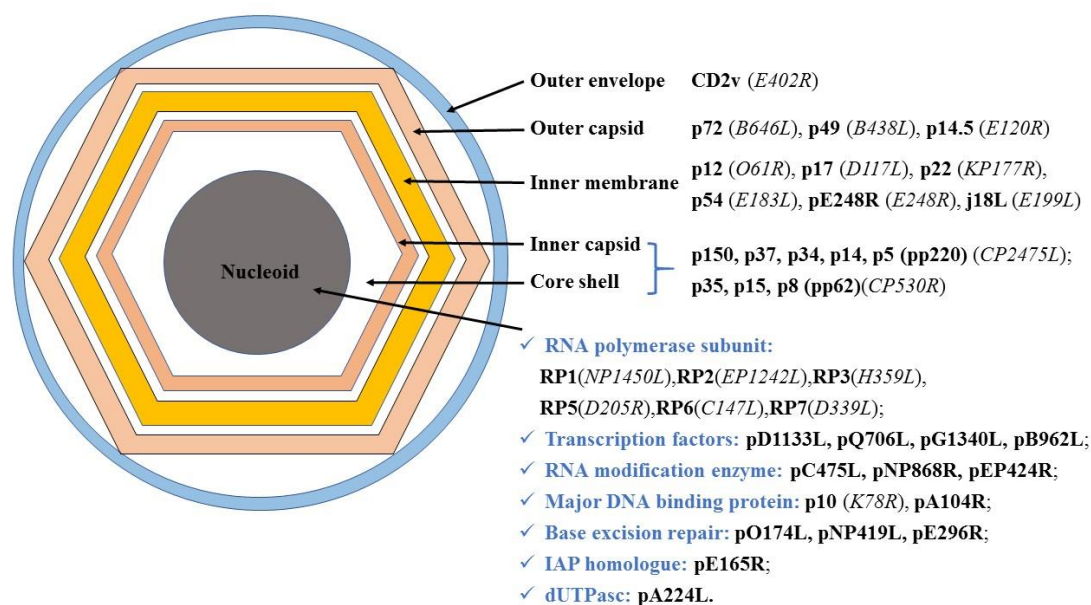 Outer envelope CD2v (E402R)
Outer capsid p72 (B646L), p49 (B438L), p14.5 (E120R)
p12 (O61R), p17 (D117L), p22 (KP177R),
Inner membrane
p54 (E183L), pE248R (E248R), j18L (E199L)
Inner capsid
p150, p37, p34, p14, p5 (pp220) (CP2475L);
Core shell
p35, p15, p8 (pp62)(CP530R)
Nucleoid
✓ RNA polymerase subunit:
RP1(NP1450L),RP2(EP1242L),RP3(H359L),
RP5(D205R),RP6(C147L),RP7(D339L);
✓ Transcription factors: pD1133L, pQ706L, pG1340L, pB962L;
✓ RNA modification enzyme: pC475L, pNP868R, pEP424R;
✓ Major DNA binding protein: p10 (K78R), pA104R;
✓ Base excision repair: pO174L, pNP419L, pE296R;
✓ IAP homologue: pE165R;
✓ dUTPasc: pA224L.